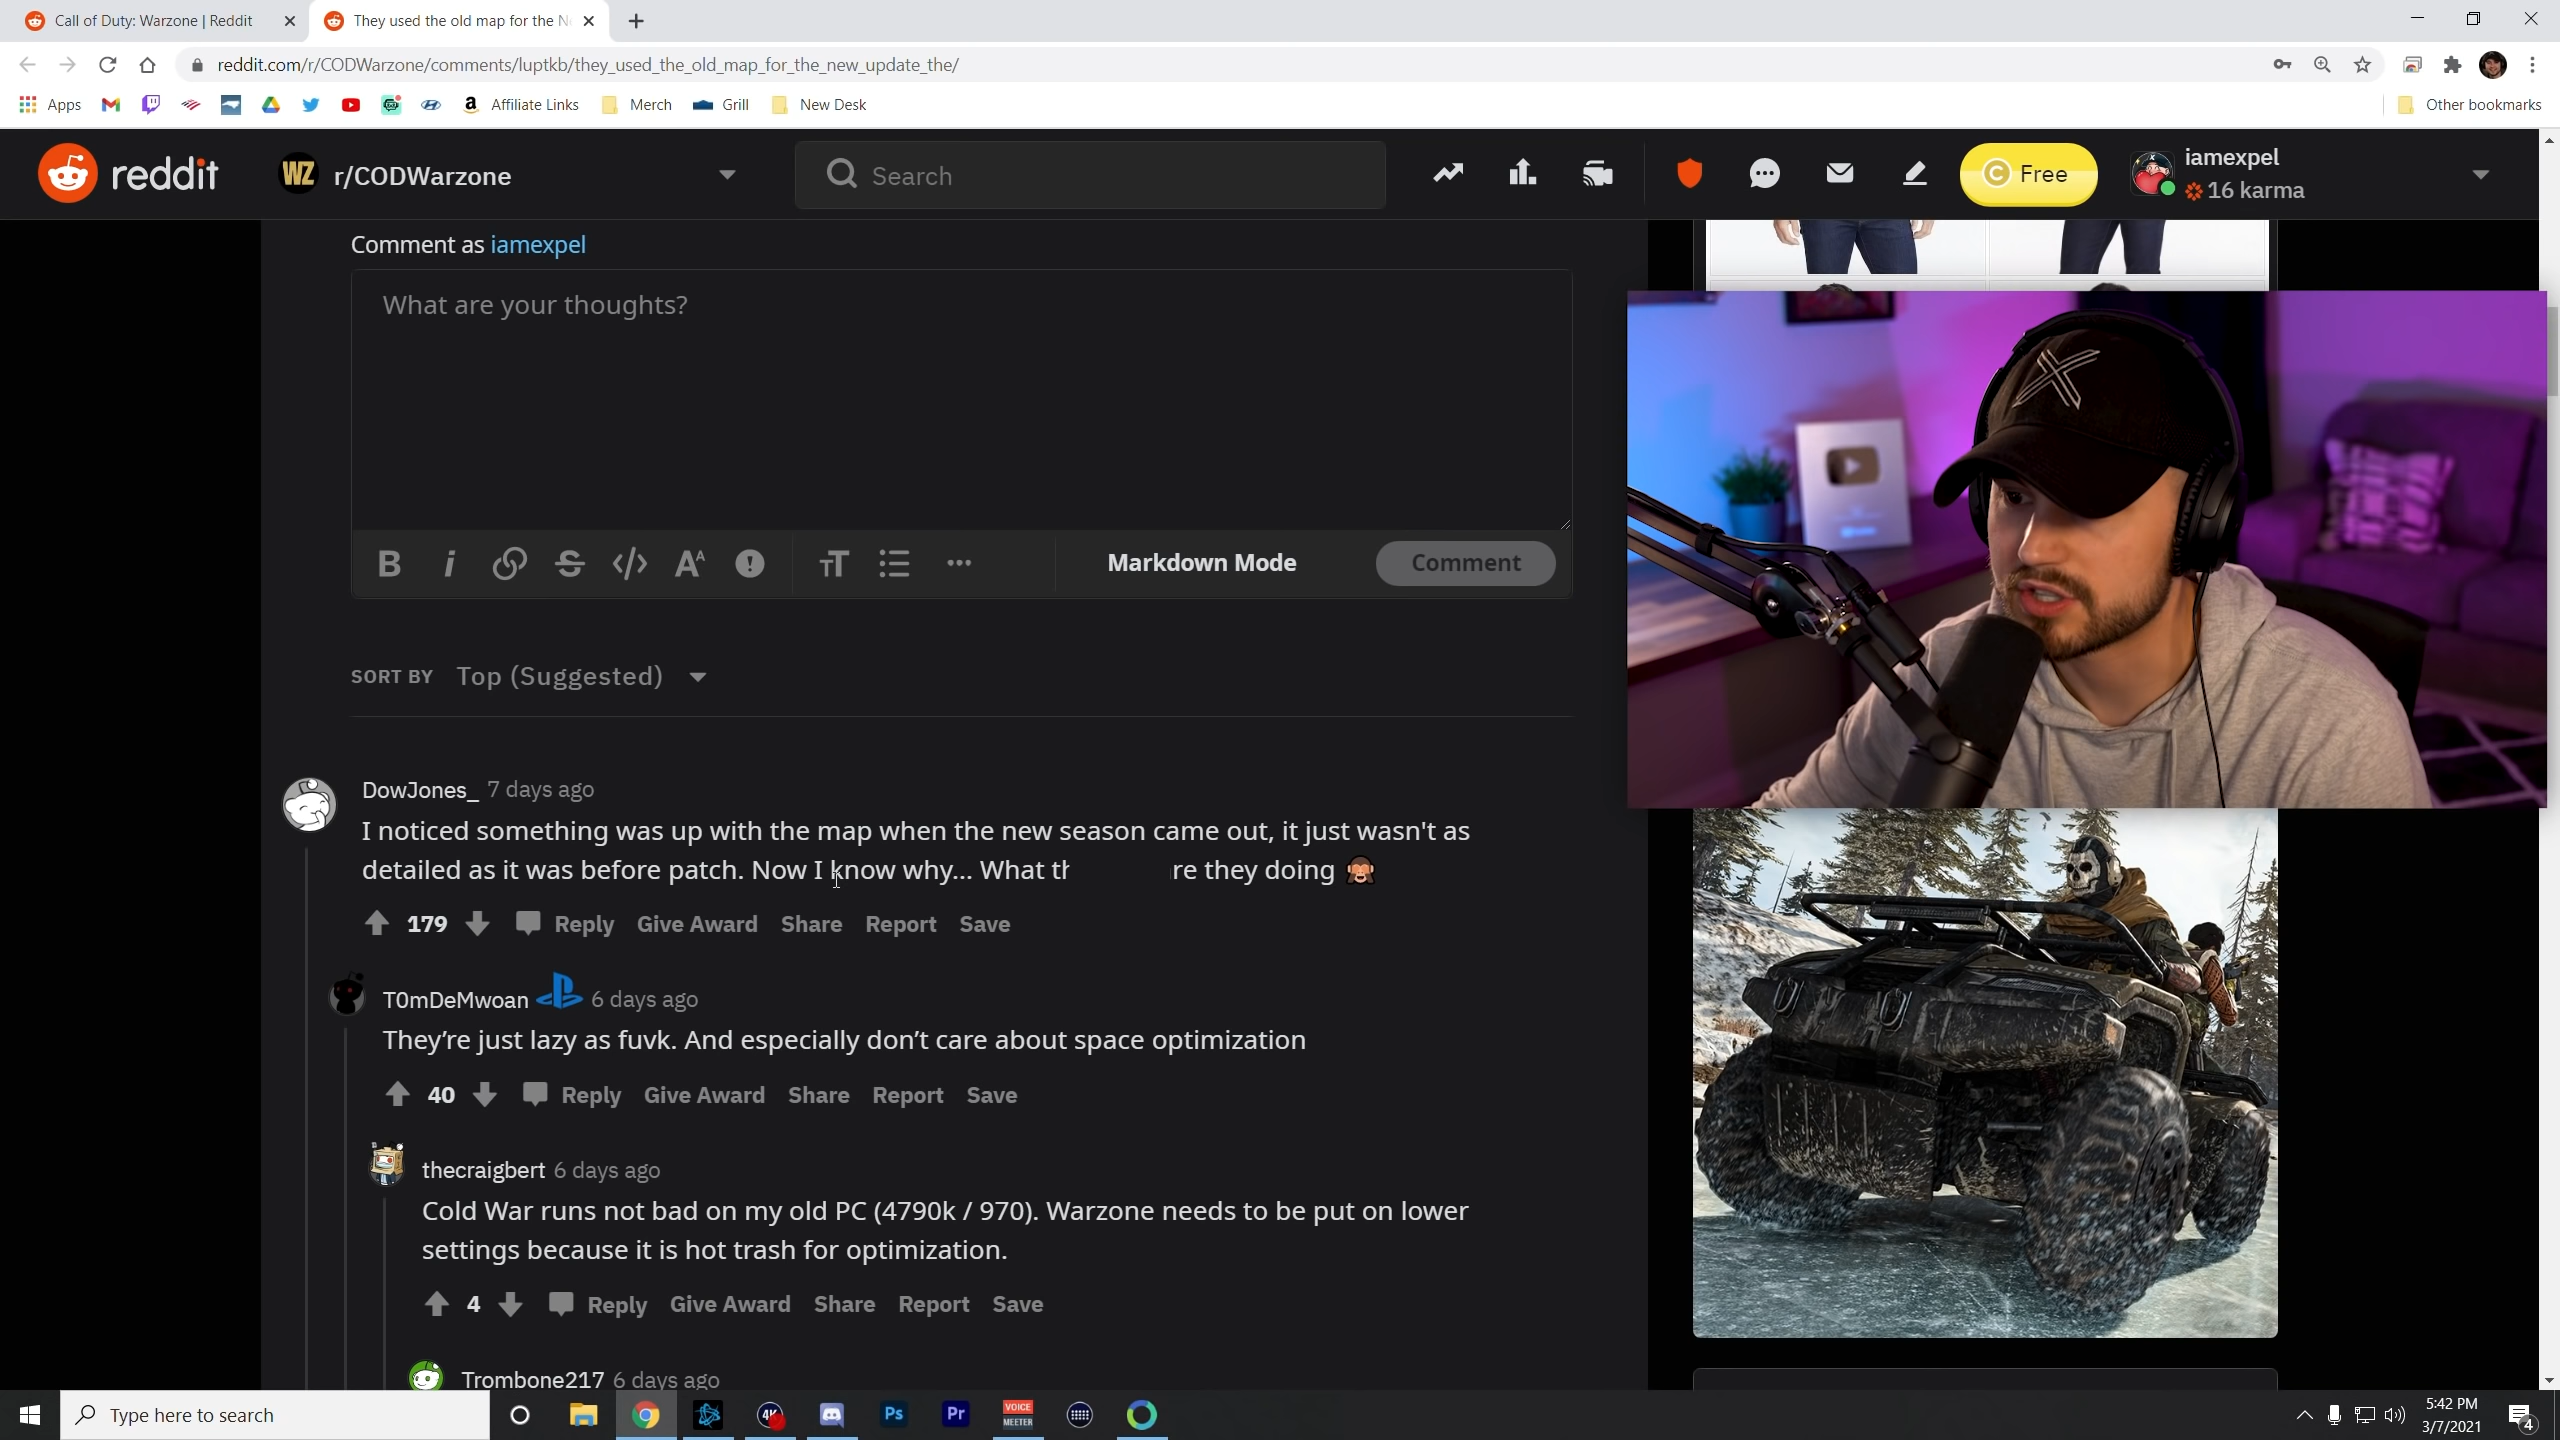 Call of Duty: Warzone | Reddit
They used the old map for the Ne
reddit.com/r/CODWarzone/comments/luptkb/they_used_the_old_map_for_the_new_update_the/
Apps
Affiliate Links
Merch
Grill
New Desk
Other bookmarks
reddit
WZ
r/CODWarzone
Search
Free
iamexpel
16 karma
Comment as iamexpel
What are your thoughts?
Markdown Mode
Comment
SORT BY Top (Suggested)
DowJones_ 7 days ago
I noticed something was up with the map when the new season came out, it just wasn't as
detailed as it was before patch. Now I know why... What th re they doing 🙈
179 Reply Give Award Share Report Save
T0mDeMwoan 6 days ago
They’re just lazy as fuvk. And especially don’t care about space optimization
40 Reply Give Award Share Report Save
thecraigbert 6 days ago
Cold War runs not bad on my old PC (4790k / 970). Warzone needs to be put on lower
settings because it is hot trash for optimization.
4 Reply Give Award Share Report Save
Trombone217 6 days ago
Type here to search
4K
Ps
Pr
VOICE
MEETER
5:42 PM
3/7/2021
4